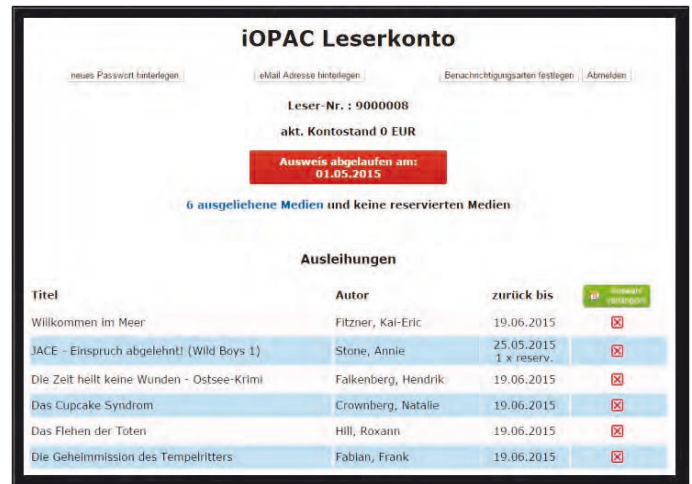 iOPAC Leserkonto
neues Passwort hinterlegen eMail Adresse hinterlegen Benachrichtigungsarten festlegen Abmelden
Leser-Nr. : 9000008
akt. Kontostand 0 EUR
Ausweis abgelaufen am:
01.05.2015
6 ausgeliehene Medien und keine reservierten Medien
Ausleihungen
Titel Autor zurück bis Auswahl
verlängern
Willkommen im Meer Fitzner, Kai-Eric 19.06.2015
JACE - Einspruch abgelehnt! (Wild Boys 1) Stone, Annie 25.05.2015
1 x reserv.
Die Zeit heilt keine Wunden - Ostsee-Krimi Falkenberg, Hendrik 19.06.2015
Das Cupcake Syndrom Crownberg, Natalie 19.06.2015
Das Flehen der Toten Hill, Roxann 19.06.2015
Die Geheimmission des Tempelritters Fabian, Frank 19.06.2015